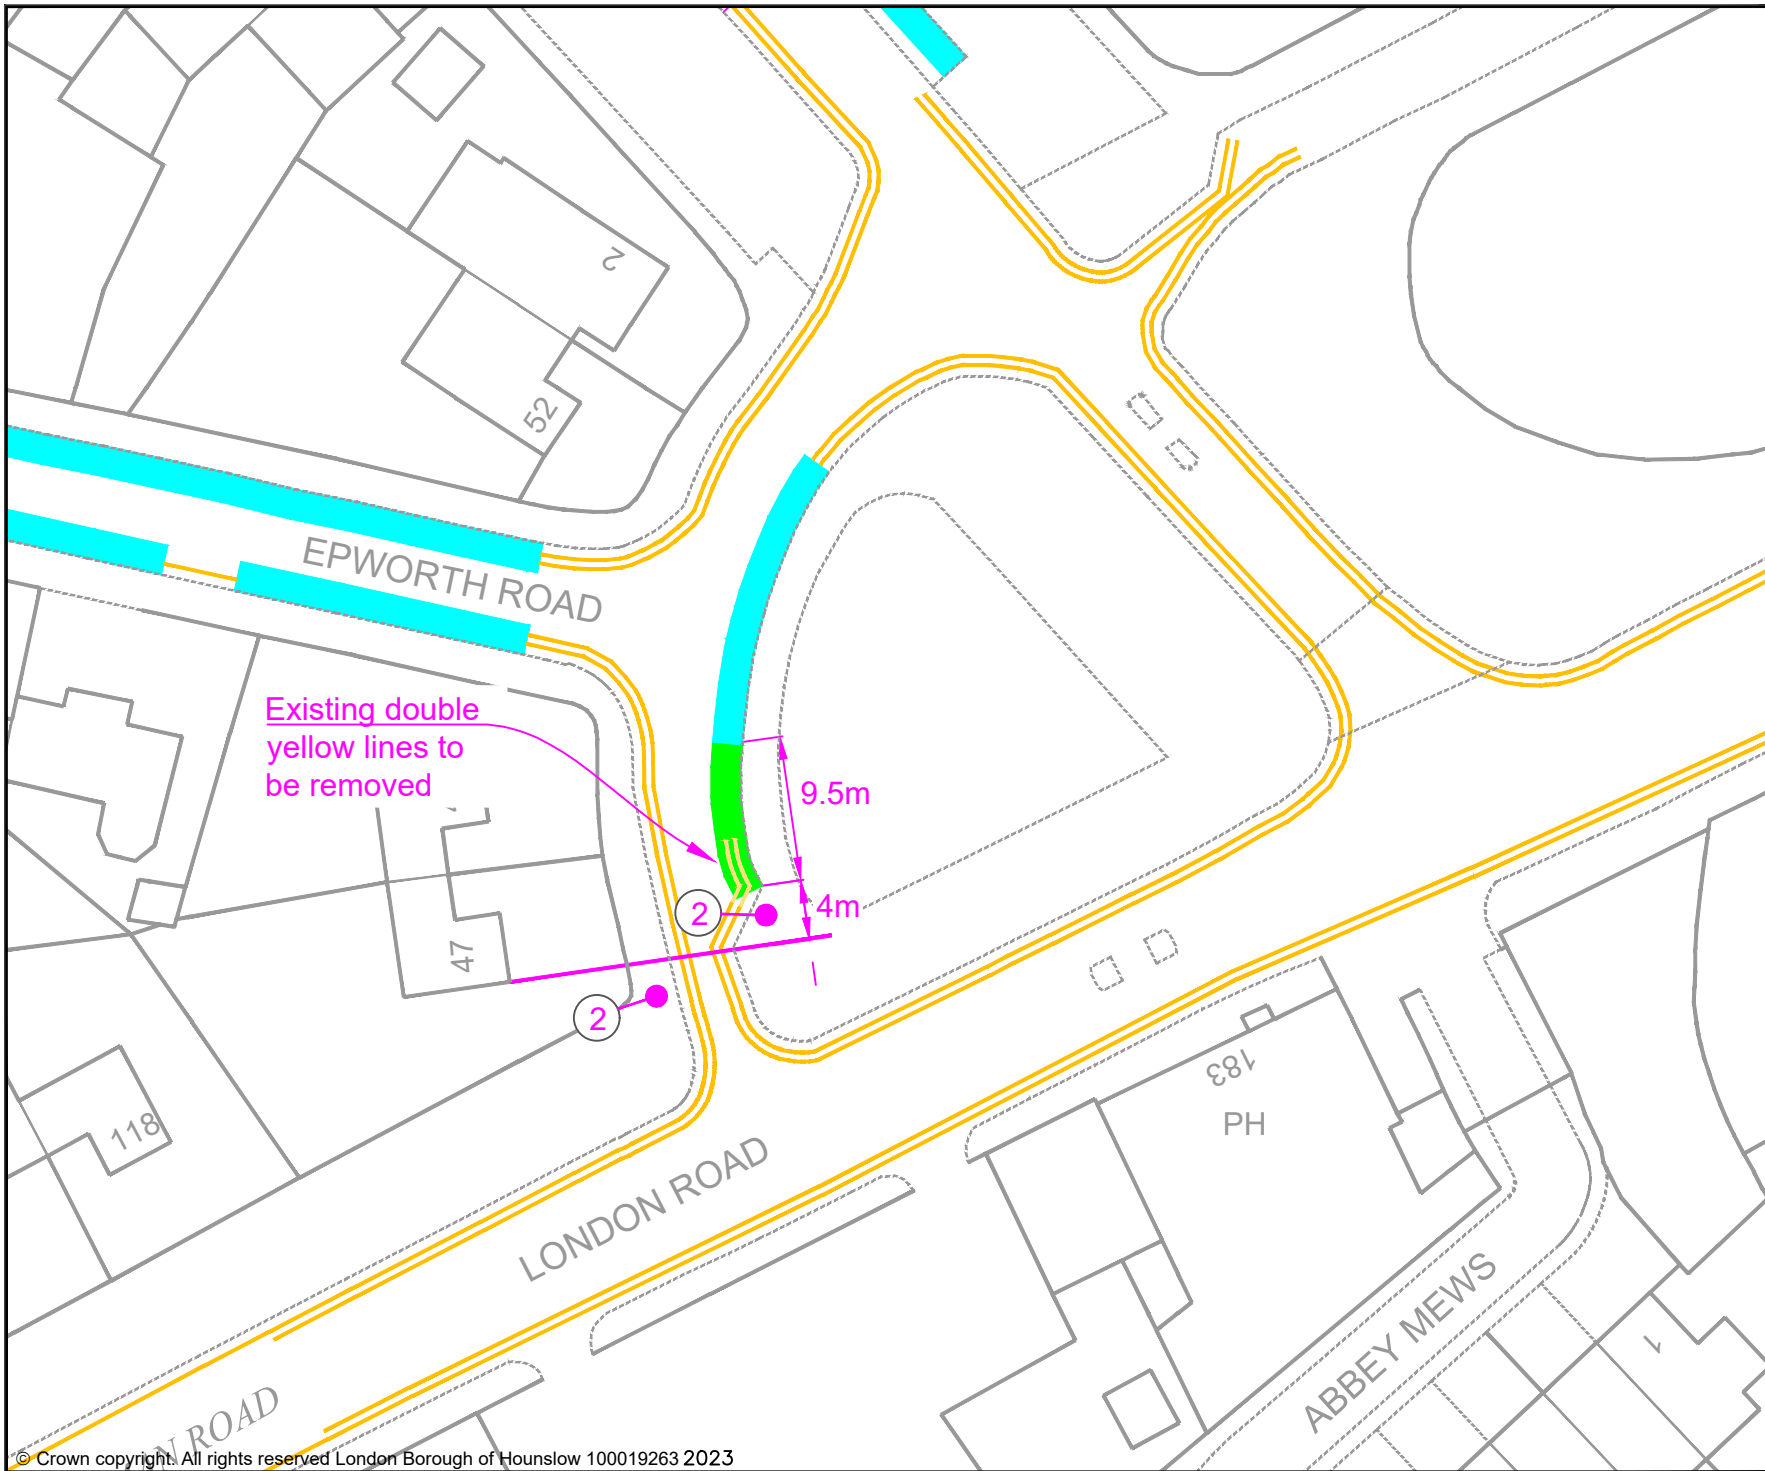 2
52
EPWORTH ROAD
Existing double
yellow lines to
be removed
9.5m
4m
2
47
2
183
PH
118
LONDON ROAD
ABBEY MEWS
1
ROAD
© Crown copyright. All rights reserved London Borough of Hounslow 100019263 2023